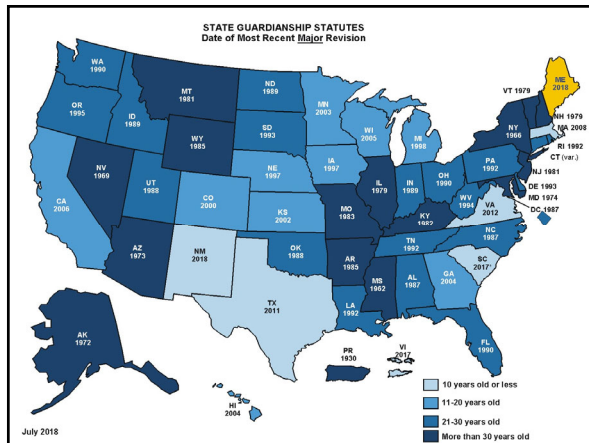 STATE GUARDIANSHIP STATUTES
Date of Most Recent Major Revision
WA
1990
OR
1995
ID
1989
MT
1981
WY
1985
ND
1989
SD
1993
MN
2003
WI
2005
MI
1998
NE
1997
IA
1997
NV
1969
UT
1988
CA
2006
CO
2000
KS
2002
MO
1983
IL
1979
IN
1989
OH
1990
KY
1982
WV
1994
VA
2012
PA
1992
NY
1966
VT 1979
ME
2018
NH 1979
MA 2008
RI 1992
CT (var.)
NJ 1981
DE 1993
MD 1974
DC 1987
AZ
1973
NM
2018
TX
2011
OK
1988
AR
1985
LA
1992
MS
1962
AL
1987
TN
1992
NC
1987
SC
2017
GA
2004
FL
1990
AK
1972
HI
2004
PR
1930
VI
2017
10 years old or less
11-20 years old
21-30 years old
More than 30 years old
July 2018